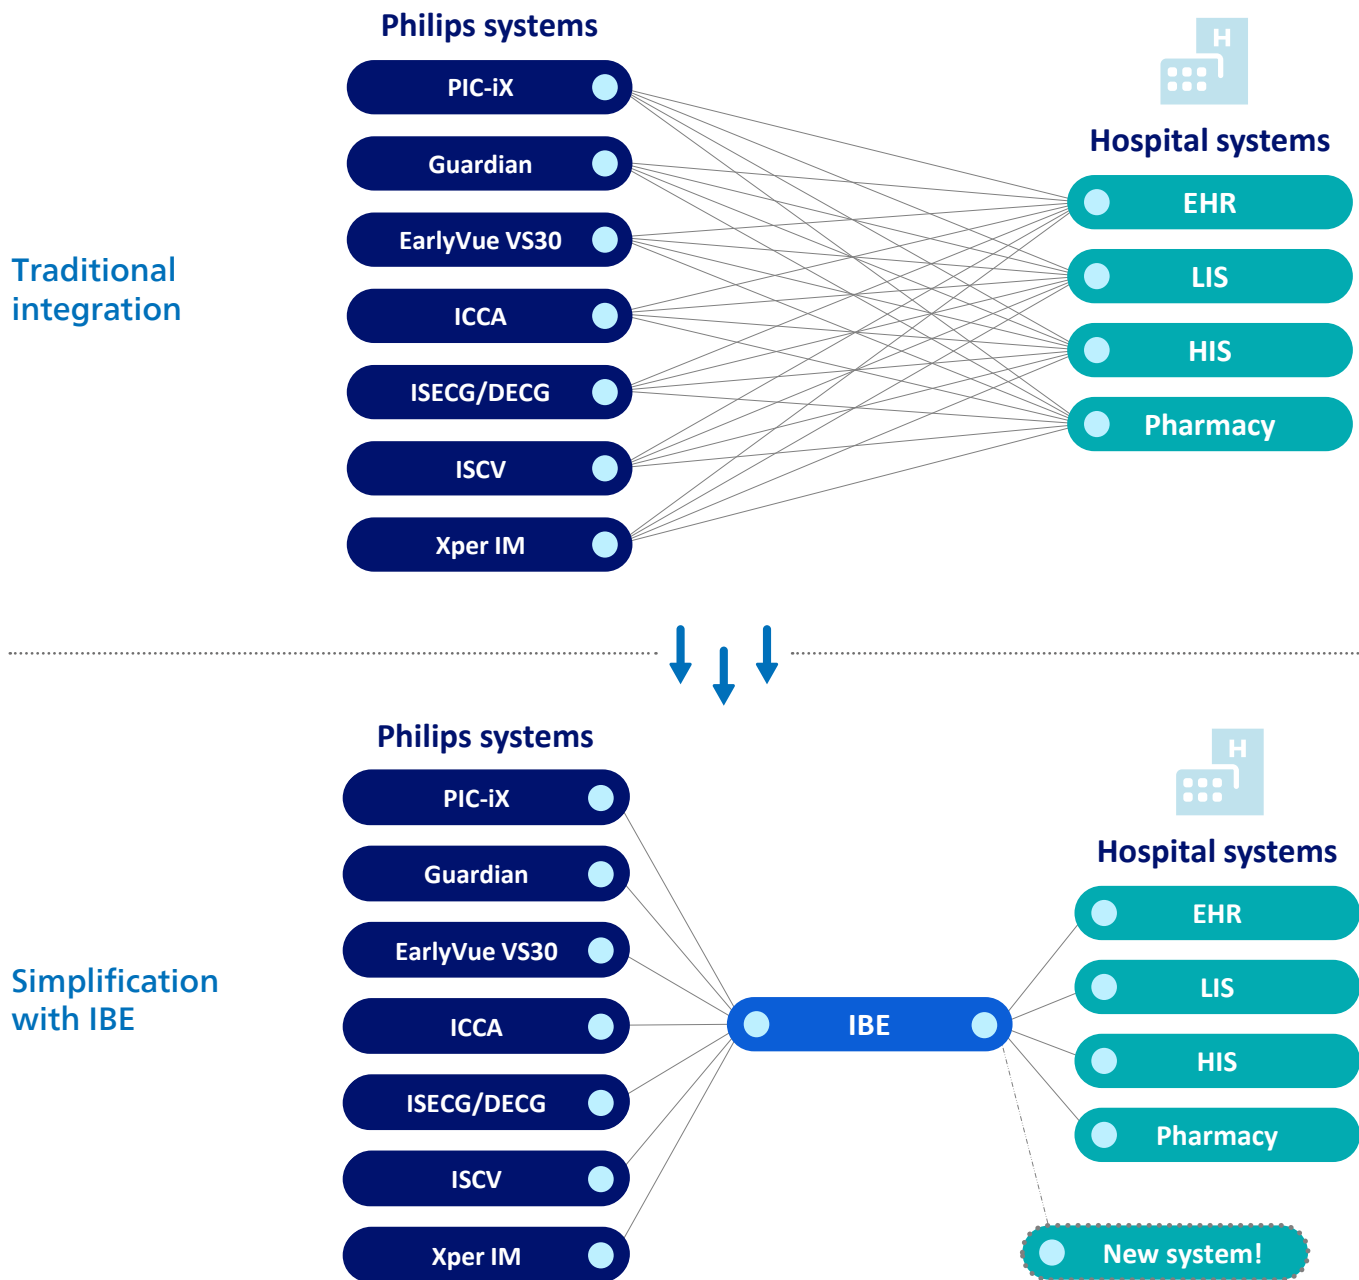 Philips systems
PIC-iX
Guardian
EarlyVue VS30
ICCA
ISECG/DECG
ISCV
Xper IM
Traditional
integration
H
Hospital systems
EHR
LIS
HIS
Pharmacy
Philips systems
PIC-iX
Guardian
EarlyVue VS30
ICCA
ISECG/DECG
ISCV
Xper IM
Simplification
with IBE
IBE
H
Hospital systems
EHR
LIS
HIS
Pharmacy
New system!